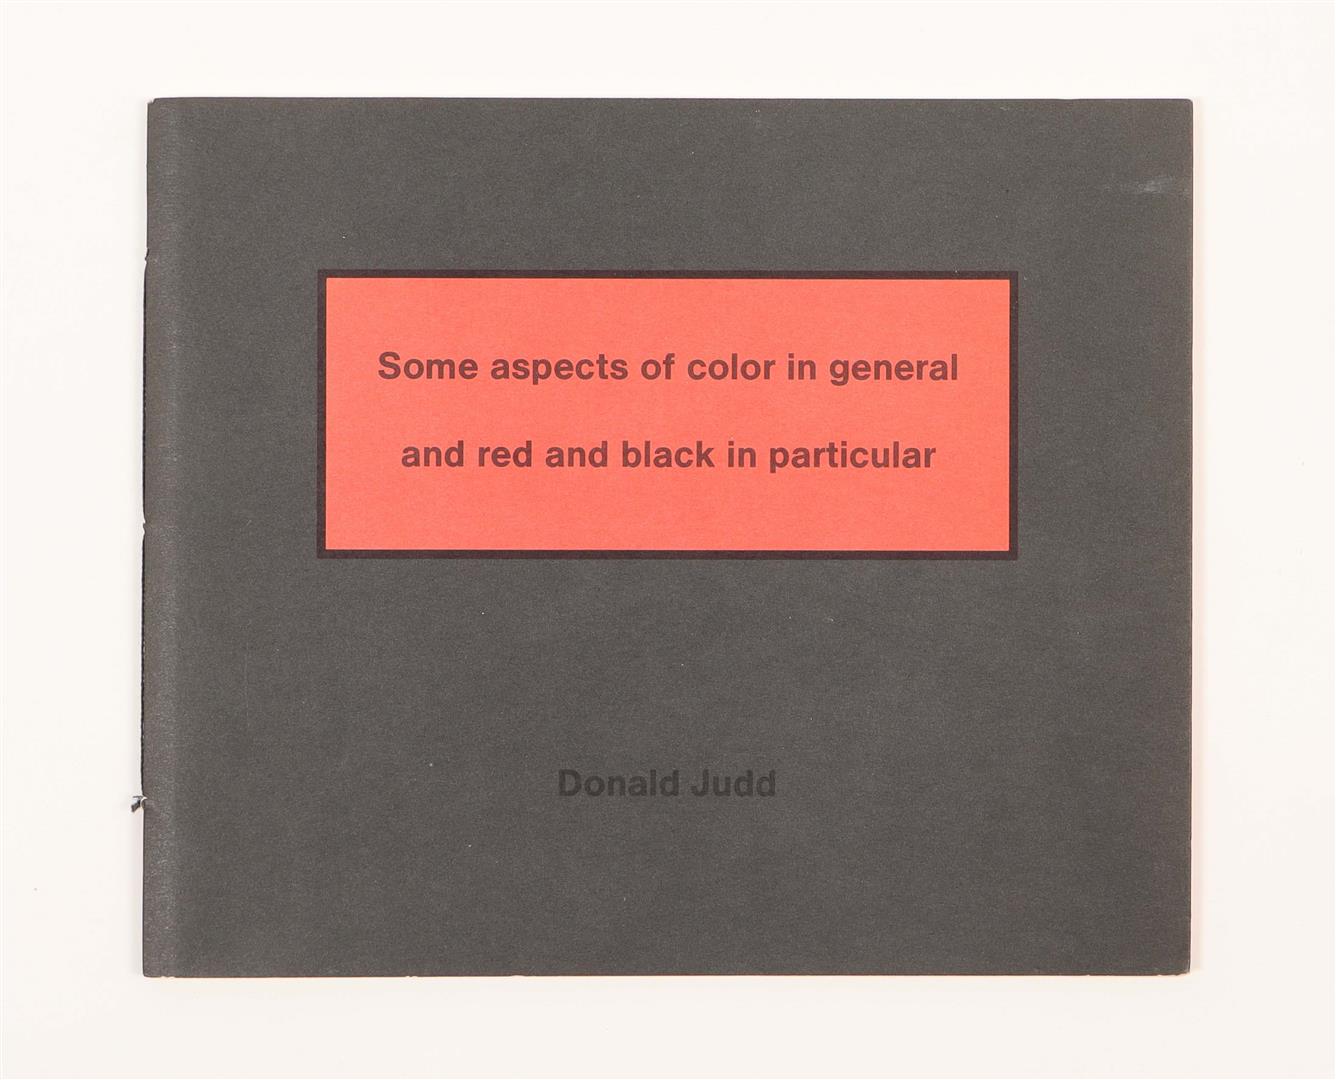 Some aspects of color in general
and red and black in particular
Donald Judd